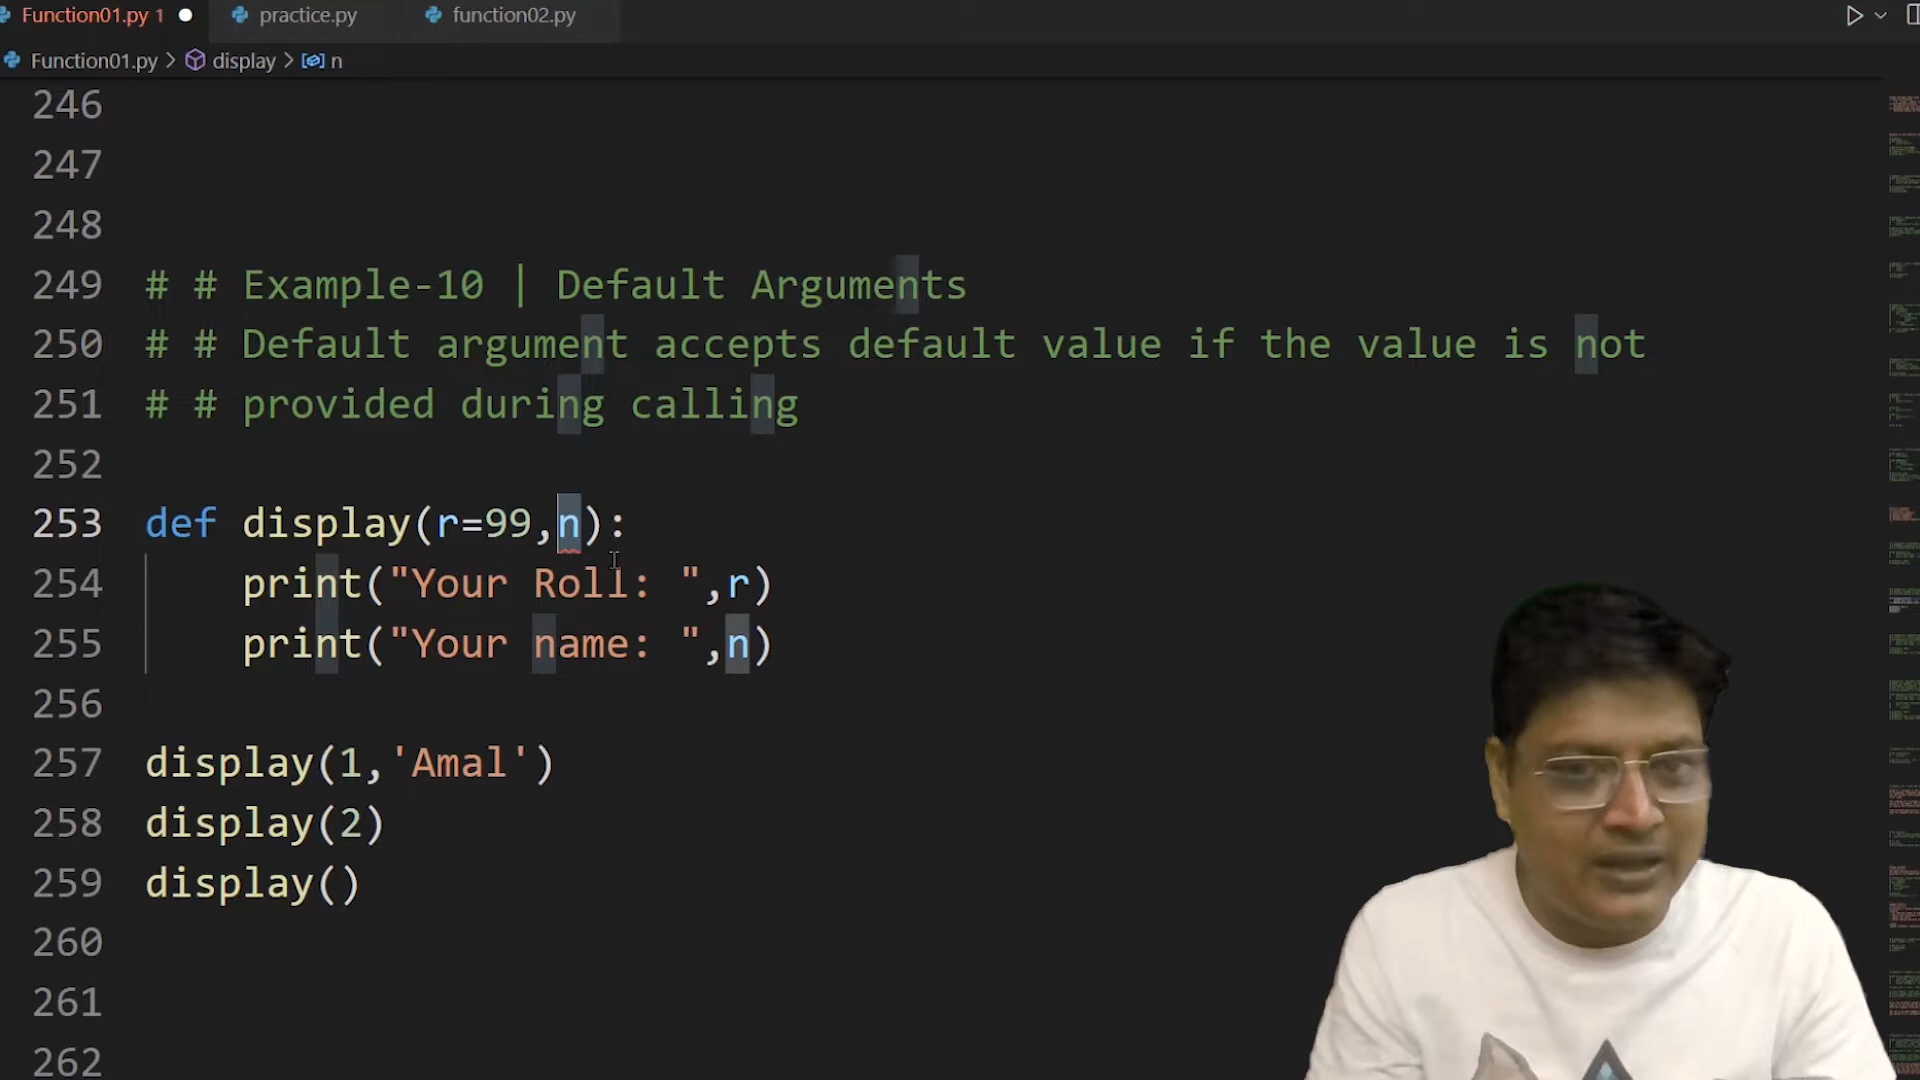 Function01.py 1 practice.py function02.py
Function01.py > display > n
246
247
248
249 # # Example-10 | Default Arguments
250 # # Default argument accepts default value if the value is not
251 # # provided during calling
252
253 def display(r=99,n):
254 print("Your Roll: ",r)
255 print("Your name: ",n)
256
257 display(1,'Amal')
258 display(2)
259 display()
260
261
262